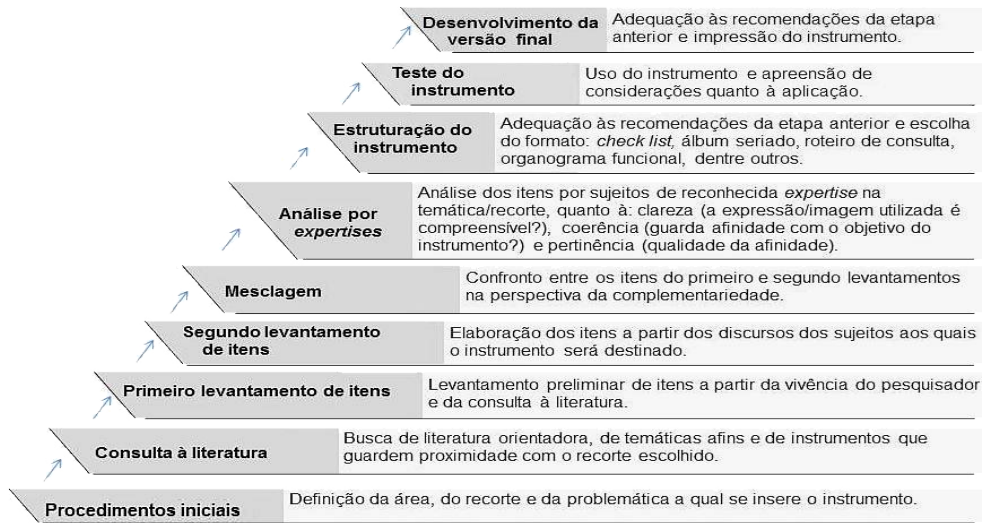 Desenvolvimento da
versão final
Adequação às recomendações da etapa
anterior e impressão do instrumento.
Teste do
instrumento
Uso do instrumento e apreensão de
considerações quanto à aplicação.
Estruturação do
instrumento
Adequação às recomendações da etapa anterior e escolha
do formato: check list, álbum seriado, roteiro de consulta,
organograma funcional, dentre outros.
Análise por
expertises
Análise dos itens por sujeitos de reconhecida expertise na
temática/recorte, quanto à: clareza (a expressão/imagem utilizada é
compreensível?), coerência (guarda afinidade com o objetivo do
instrumento?) e pertinência (qualidade da afinidade).
Mesclagem
Confronto entre os itens do primeiro e segundo levantamentos
na perspectiva da complementariedade.
Segundo levantamento
de itens
Elaboração dos itens a partir dos discursos dos sujeitos aos quais
o instrumento será destinado.
Primeiro levantamento de itens
Levantamento preliminar de itens a partir da vivência do pesquisador
e da consulta à literatura.
Consulta à literatura
Busca de literatura orientadora, de temáticas afins e de instrumentos que
guardem proximidade com o recorte escolhido.
Procedimentos iniciais
Definição da área, do recorte e da problemática a qual se insere o instrumento.